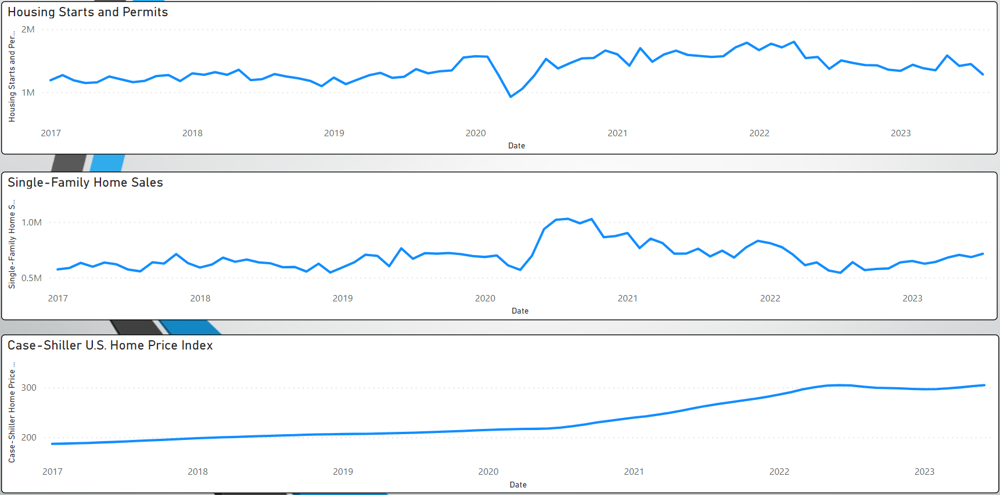 Housing Starts and Permits
Housing Starts and Per...
2M
1M
2017 2018 2019 2020 2021 2022 2023
Date
Single-Family Home Sales
Single-Family Home S...
1.0M
0.5M
2017 2018 2019 2020 2021 2022 2023
Date
Case-Shiller U.S. Home Price Index
Case-Shiller Home Price ...
300
200
2017 2018 2019 2020 2021 2022 2023
Date